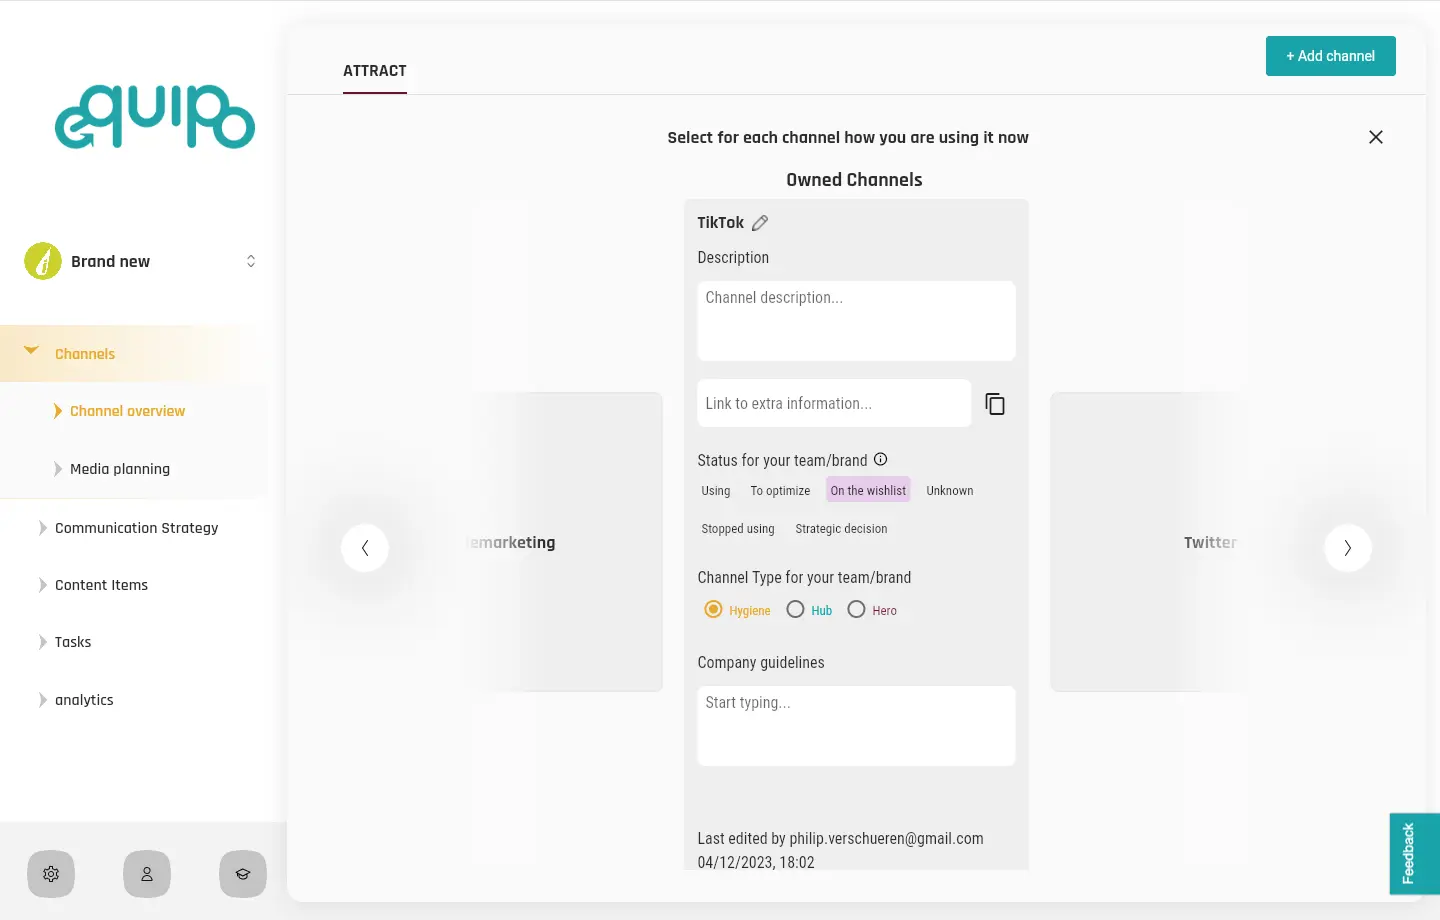 equipo
Brand new
Channels
Channel overview
Media planning
Communication Strategy
Content Items
Tasks
analytics
ATTRACT
+ Add channel
Select for each channel how you are using it now
Owned Channels
emarketing
TikTok
Description
Channel description...
Link to extra information...
Status for your team/brand
Using To optimize On the wishlist Unknown
Stopped using Strategic decision
Channel Type for your team/brand
Hygiene Hub Hero
Company guidelines
Start typing...
Last edited by philip.verschueren@gmail.com
04/12/2023, 18:02
Twitter
Feedback